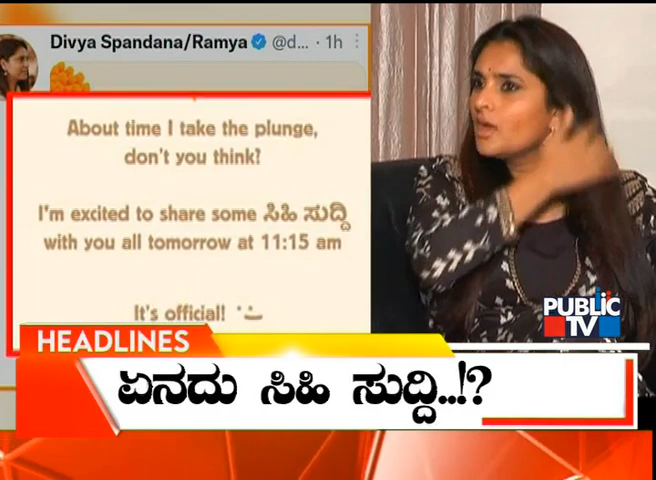 Divya Spandana/Ramya @d... · 1h
About time I take the plunge,
don't you think?
I'm excited to share some ಸಿಹಿ ಸುದ್ದಿ
with you all tomorrow at 11:15 am
It's official!
PUBLIC
TV
HEADLINES
ಏನದು ಸಿಹಿ ಸುದ್ದಿ..!?